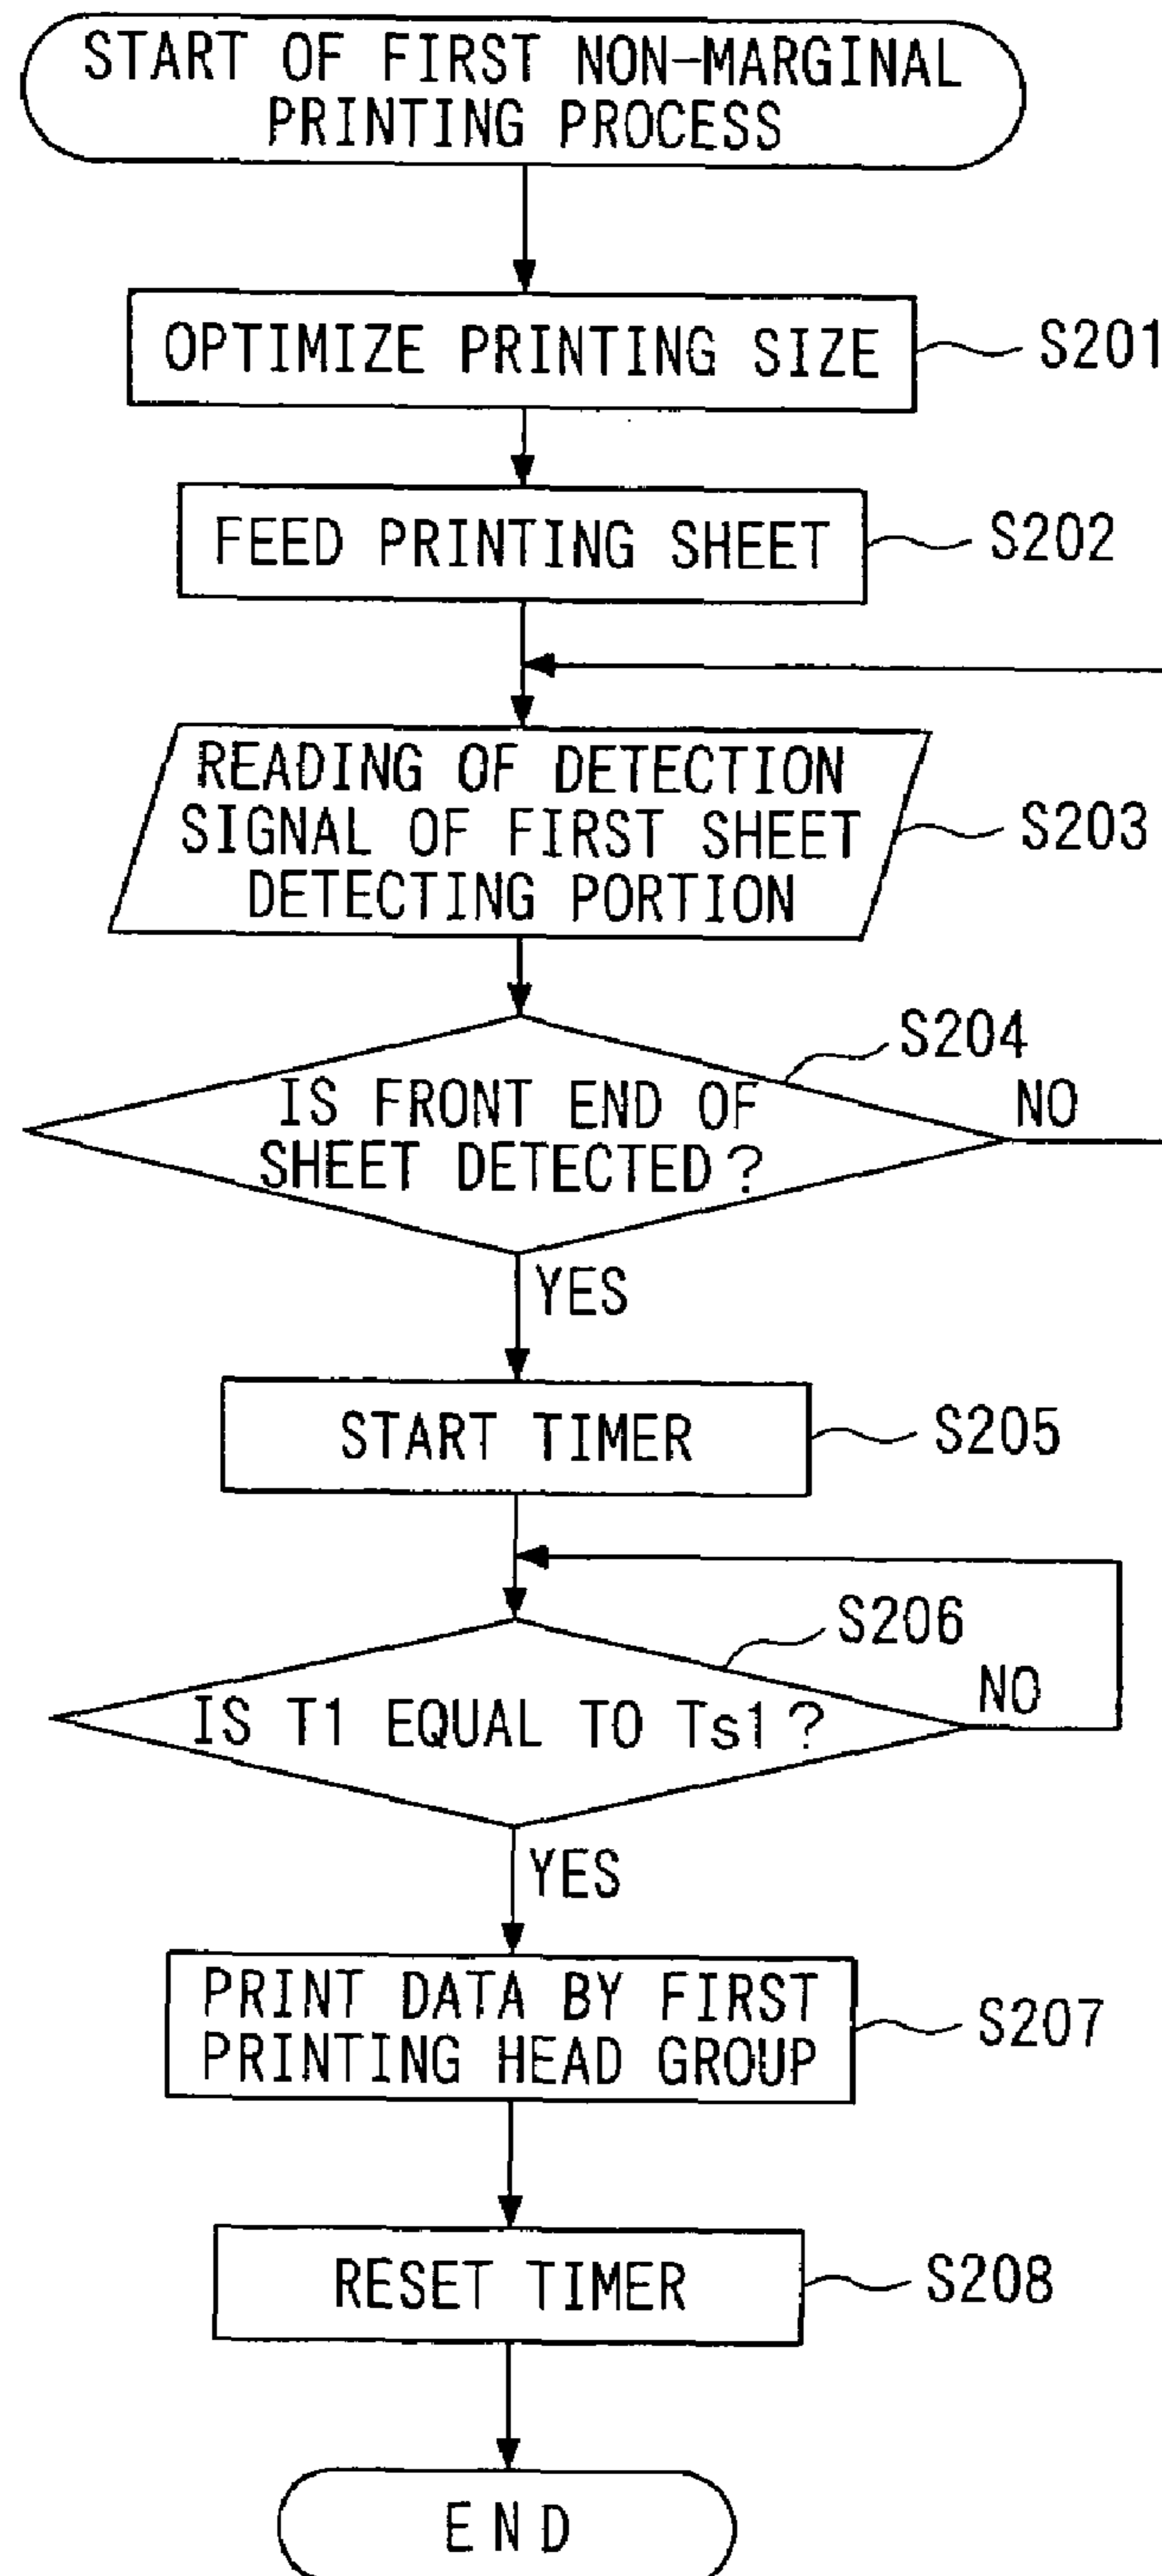 START OF FIRST NON-MARGINAL
PRINTING PROCESS
OPTIMIZE PRINTING SIZE
S201
FEED PRINTING SHEET
S202
READING OF DETECTION
SIGNAL OF FIRST SHEET
DETECTING PORTION
S203
S204
IS FRONT END OF
SHEET DETECTED?
NO
YES
START TIMER
S205
S206
IS T1 EQUAL TO Ts1?
NO
YES
PRINT DATA BY FIRST
PRINTING HEAD GROUP
S207
RESET TIMER
S208
END